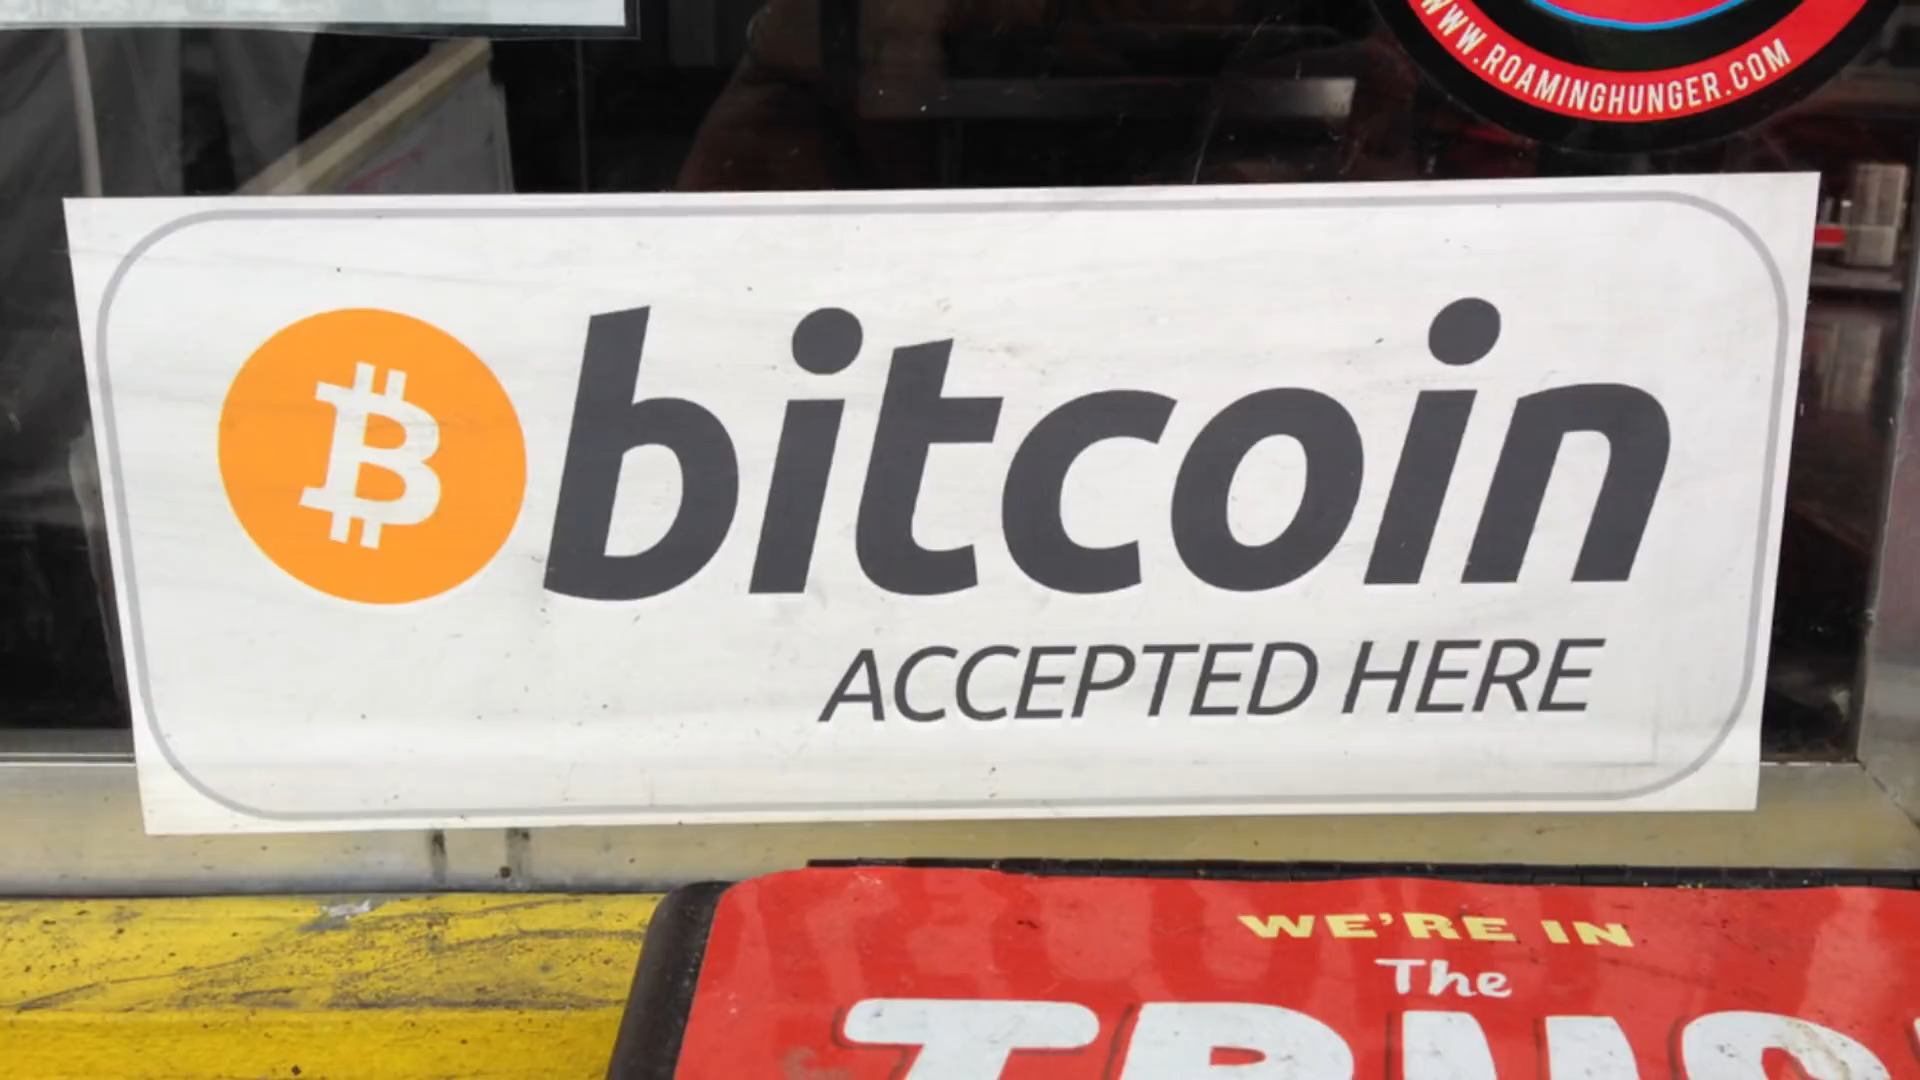 WWW.ROAMINGHUNGER.COM
bitcoin
ACCEPTED HERE
WE'RE IN
The